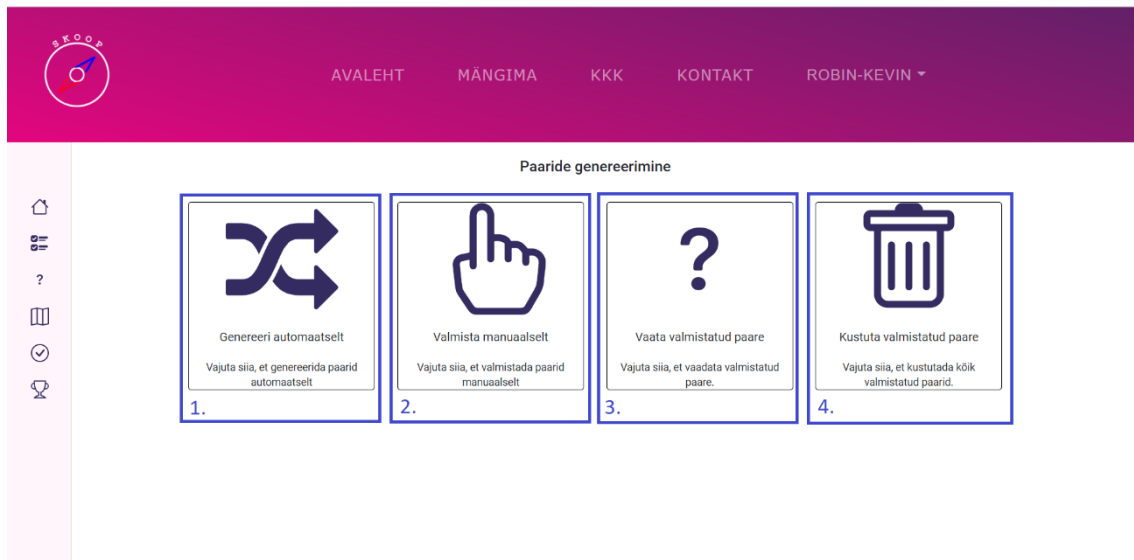 SKOOP
AVALEHT MÄNGIMA KKK KONTAKT ROBIN-KEVIN
Paaride genereerimine
?
?
Genereeri automaatselt
Vajuta siia, et genereerida paarid
automaatselt
1.
Valmista manuaalselt
Vajuta siia, et valmistada paarid
manuaalselt
2.
Vaata valmistatud paare
Vajuta siia, et vaadata valmistatud
paare.
3.
Kustuta valmistatud paare
Vajuta siia, et kustutada kõik
valmistatud paarid.
4.